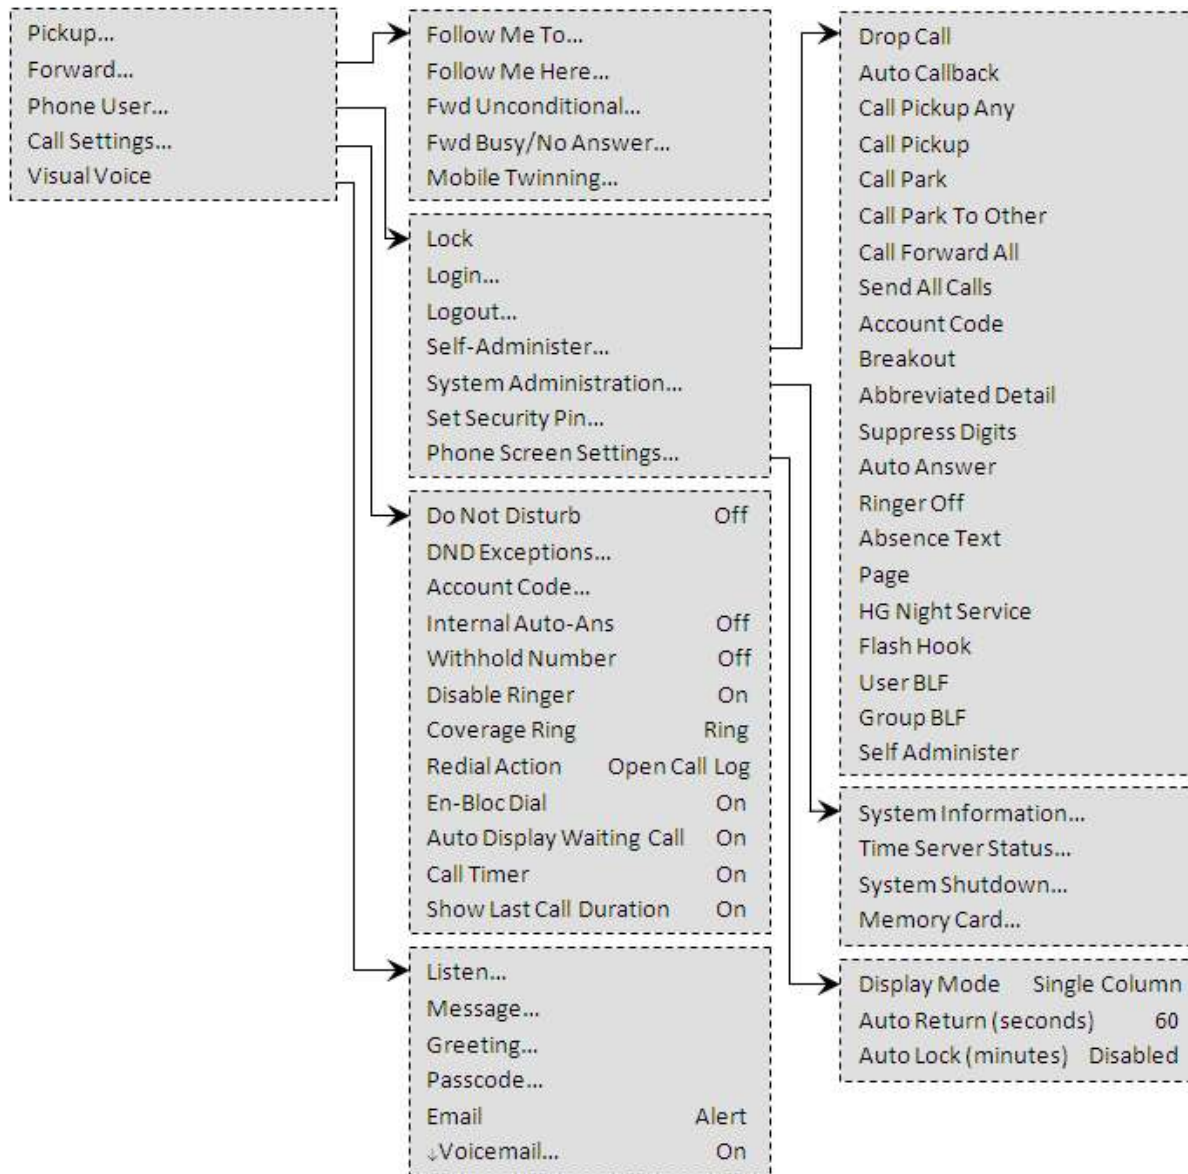 Pickup...
Forward...
Phone User...
Call Settings...
Visual Voice
Follow Me To...
Follow Me Here...
Fwd Unconditional...
Fwd Busy/No Answer...
Mobile Twinning...
Lock
Login...
Logout...
Self-Administer...
System Administration...
Set Security Pin...
Phone Screen Settings...
Do Not Disturb Off
DND Exceptions...
Account Code...
Internal Auto-Ans Off
Withhold Number Off
Disable Ringer On
Coverage Ring Ring
Redial Action Open Call Log
En-Bloc Dial On
Auto Display Waiting Call On
Call Timer On
Show Last Call Duration On
Listen...
Message...
Greeting...
Passcode...
Email Alert
↓Voicemail... On
Drop Call
Auto Callback
Call Pickup Any
Call Pickup
Call Park
Call Park To Other
Call Forward All
Send All Calls
Account Code
Breakout
Abbreviated Detail
Suppress Digits
Auto Answer
Ringer Off
Absence Text
Page
HG Night Service
Flash Hook
User BLF
Group BLF
Self Administer
System Information...
Time Server Status...
System Shutdown...
Memory Card...
Display Mode Single Column
Auto Return (seconds) 60
Auto Lock (minutes) Disabled